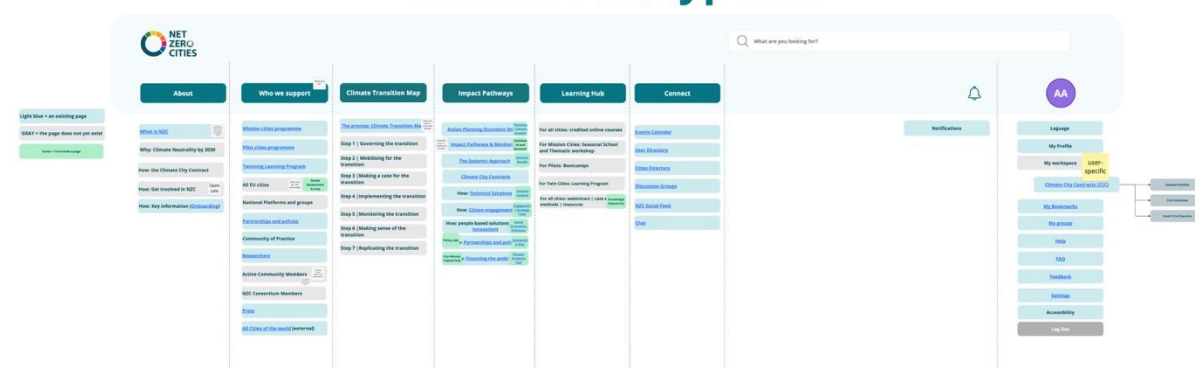 NET
ZERO
CITIES
What are you looking for?
About
Who we support
Climate Transition Map
Impact Pathways
Learning Hub
Connect
AA
Light blue = an existing page
GRAY = the page does not yet exist
Green = Tool inside a page
What is NZC
Why: Climate Neutrality by 2030
How: the Climate City Contract
How: Get involved in NZC
Open calls
How: Key information (Onboarding)
Mission cities programme
Pilot cities programme
Twinning Learning Program
All EU cities
National Platforms and groups
Partnerships and policies
Community of Practice
Researchers
Active Community Members
NZC Consortium Members
Press
All Cities of the world [external]
The process: Climate Transition Ma
Step 1 | Governing the transition
Step 2 | Mobilising for the
transition
Step 3 |Making a case for the
transition
Step 4 |Implementing the transition
Step 5 |Monitoring the transition
Step 6 |Making sense of the
transition
Step 7 |Replicating the transition
Action Planning (Economic Mo
Impact Pathways & Monitor
The Systemic Approach
Climate City Contracts
How: Technical Solutions
How: Citizen engagement
How: people-based solutions
Innovation)
Partnerships and poli
Financing the ambi
For all cities: credited online courses
For Mission Cities: Seasonal School
and Thematic workshop
For Pilots: Bootcamps
For Twin Cities: Learning Program
For all cities: webminars | case s
methods | resources
Knowledge
Repository
Events Calendar
User Directory
Cities Directory
Discussion Groups
NZC Social Feed
Chat
Notifications
Laguage
My Profile
My workspace
user-
specific
Climate City Contracts (CCC)
My Bookmarks
My groups
Help
FAQ
Feedback
Settings
Accessibility
Log Out